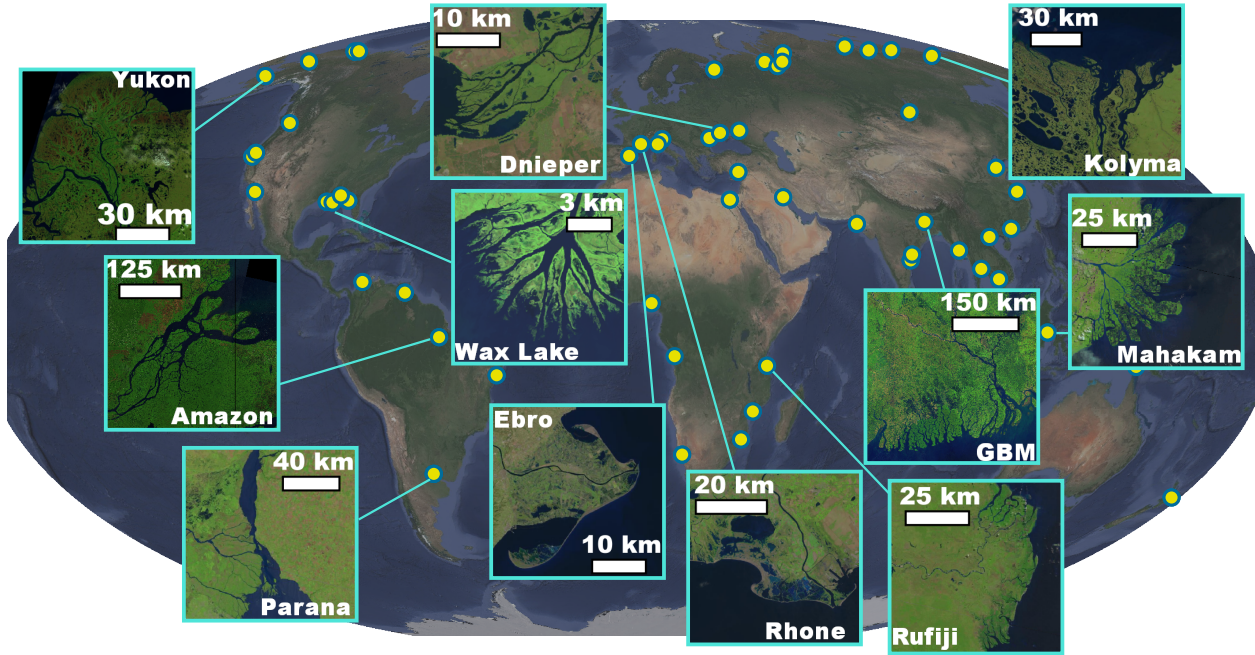 10 km
Dnieper
30 km
Kolyma
Yukon
30 km
3 km
Wax Lake
25 km
Mahakam
125 km
Amazon
150 km
GBM
Ebro
10 km
40 km
Parana
20 km
Rhone
25 km
Rufiji